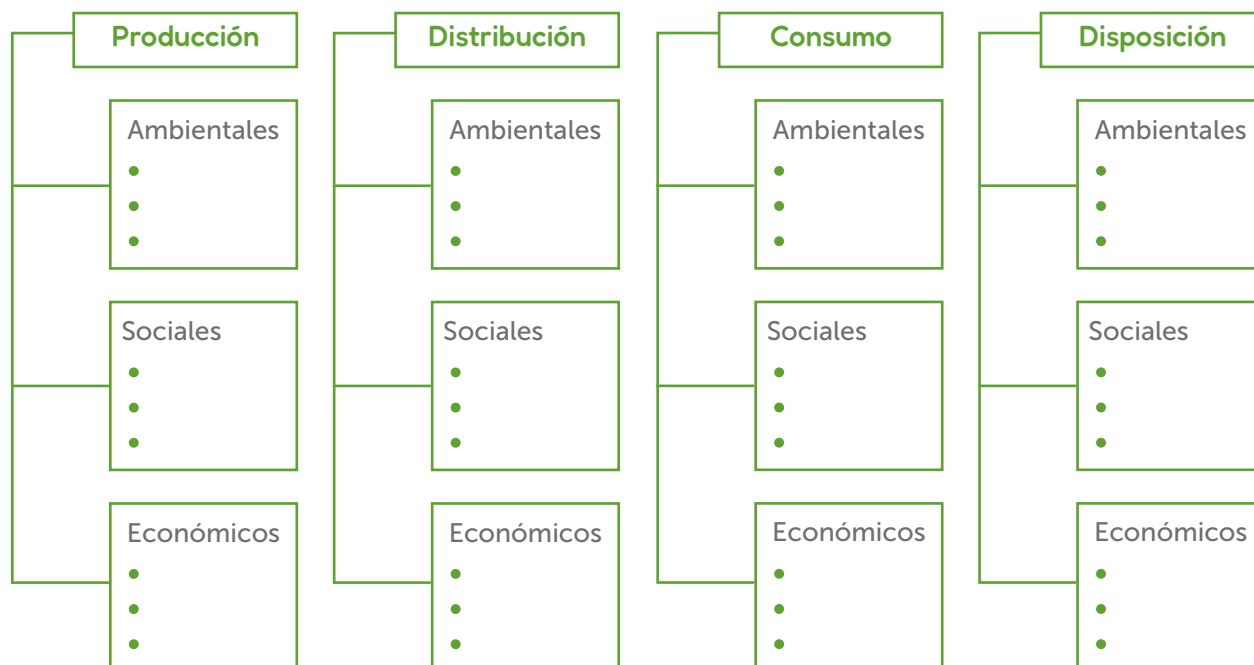 Producción
Ambientales
•
•
•
Sociales
•
•
•
Económicos
•
•
•
Distribución
Ambientales
•
•
•
Sociales
•
•
•
Económicos
•
•
•
Consumo
Ambientales
•
•
•
Sociales
•
•
•
Económicos
•
•
•
Disposición
Ambientales
•
•
•
Sociales
•
•
•
Económicos
•
•
•